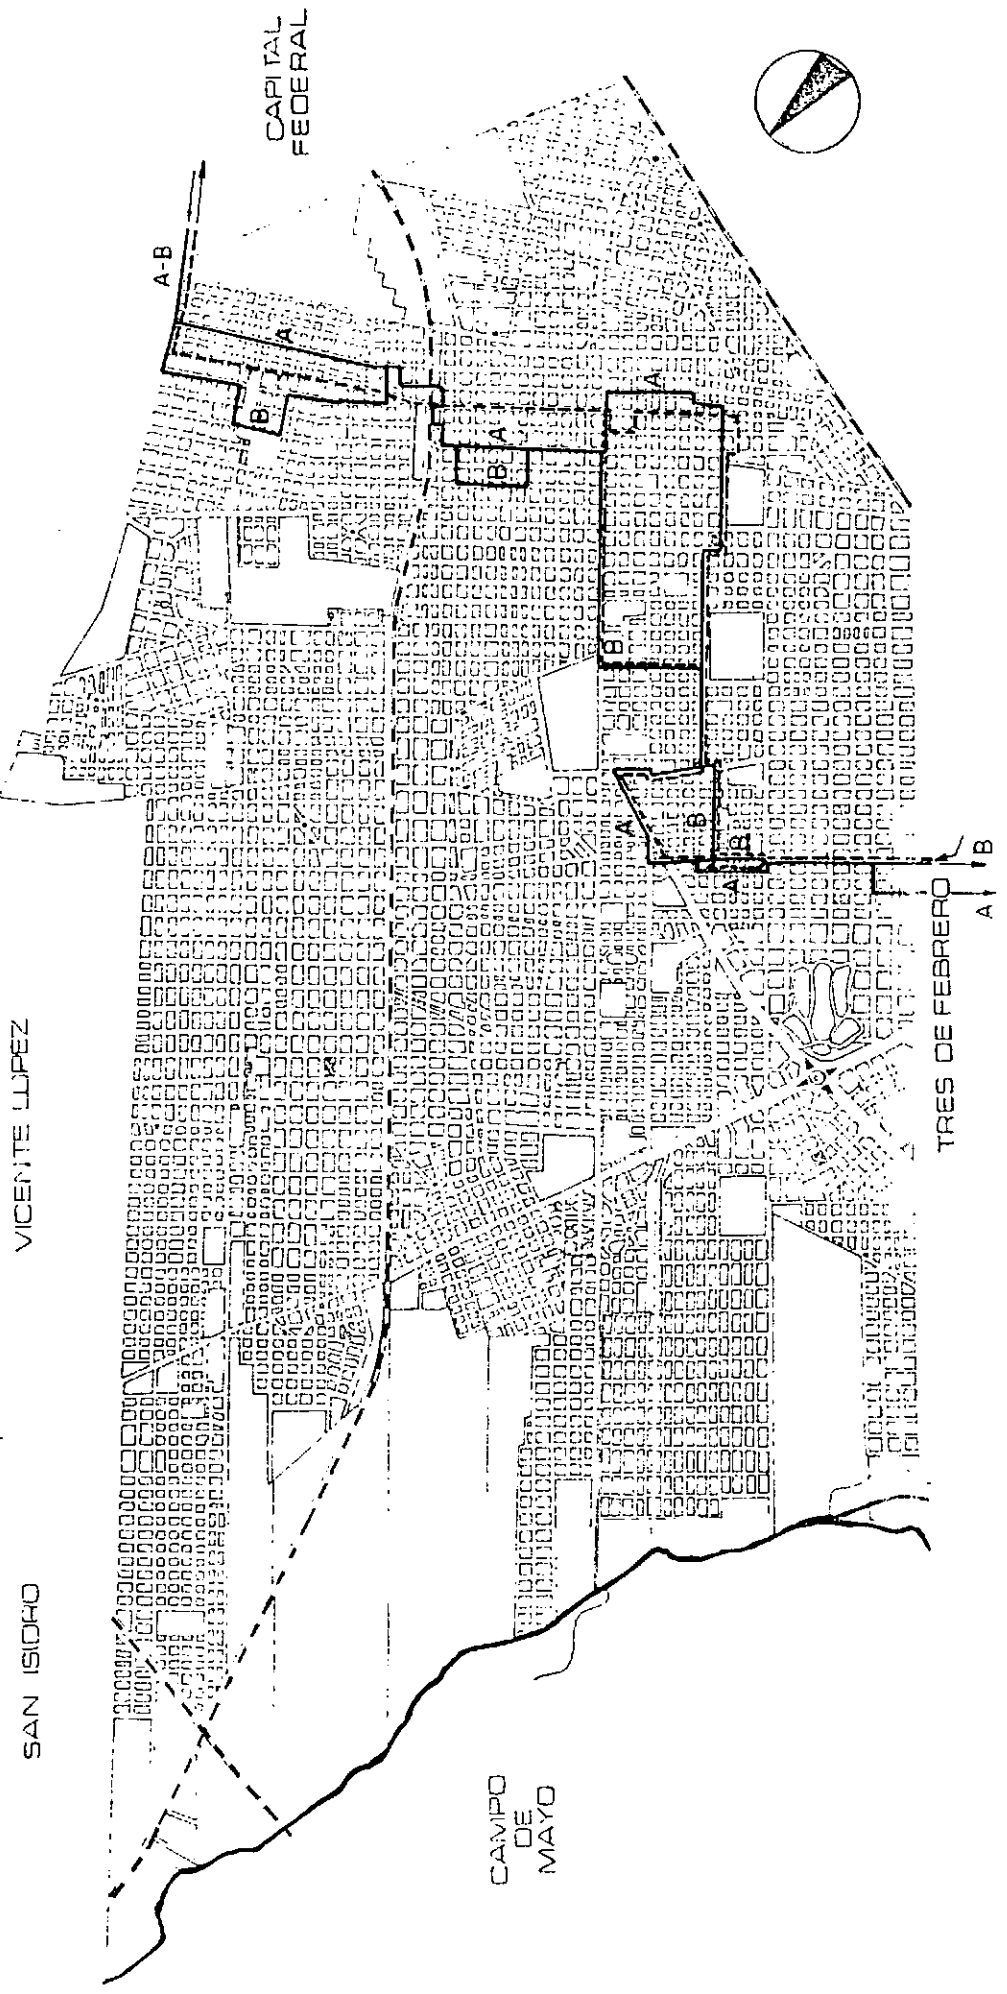 SAN ISIDRO
VICENTE LOPEZ
CAPITAL
FEDERAL
A-B
A
B
A
B
A
B
A
B
B
A
A
B
TRES DE FEBRERO
CAMPO
DE
MAYO